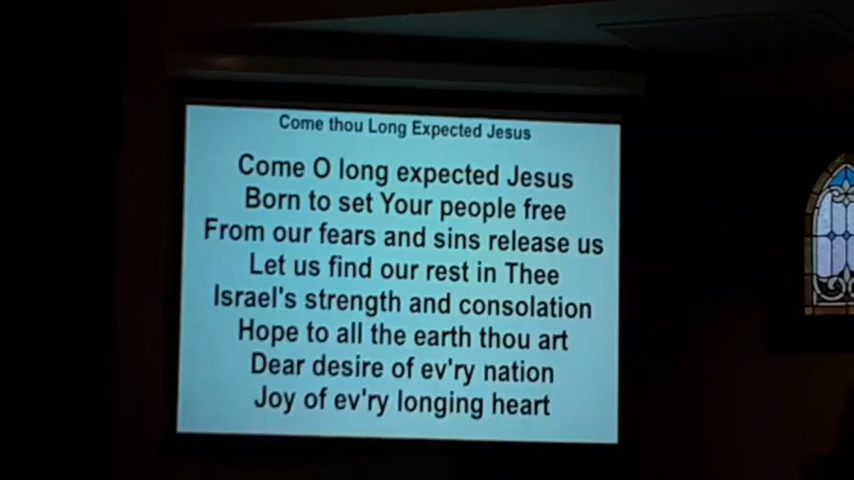 Come thou Long Expected Jesus
Come O long expected Jesus
Born to set Your people free
From our fears and sins release us
Let us find our rest in Thee
Israel's strength and consolation
Hope to all the earth thou art
Dear desire of ev'ry nation
Joy of ev'ry longing heart